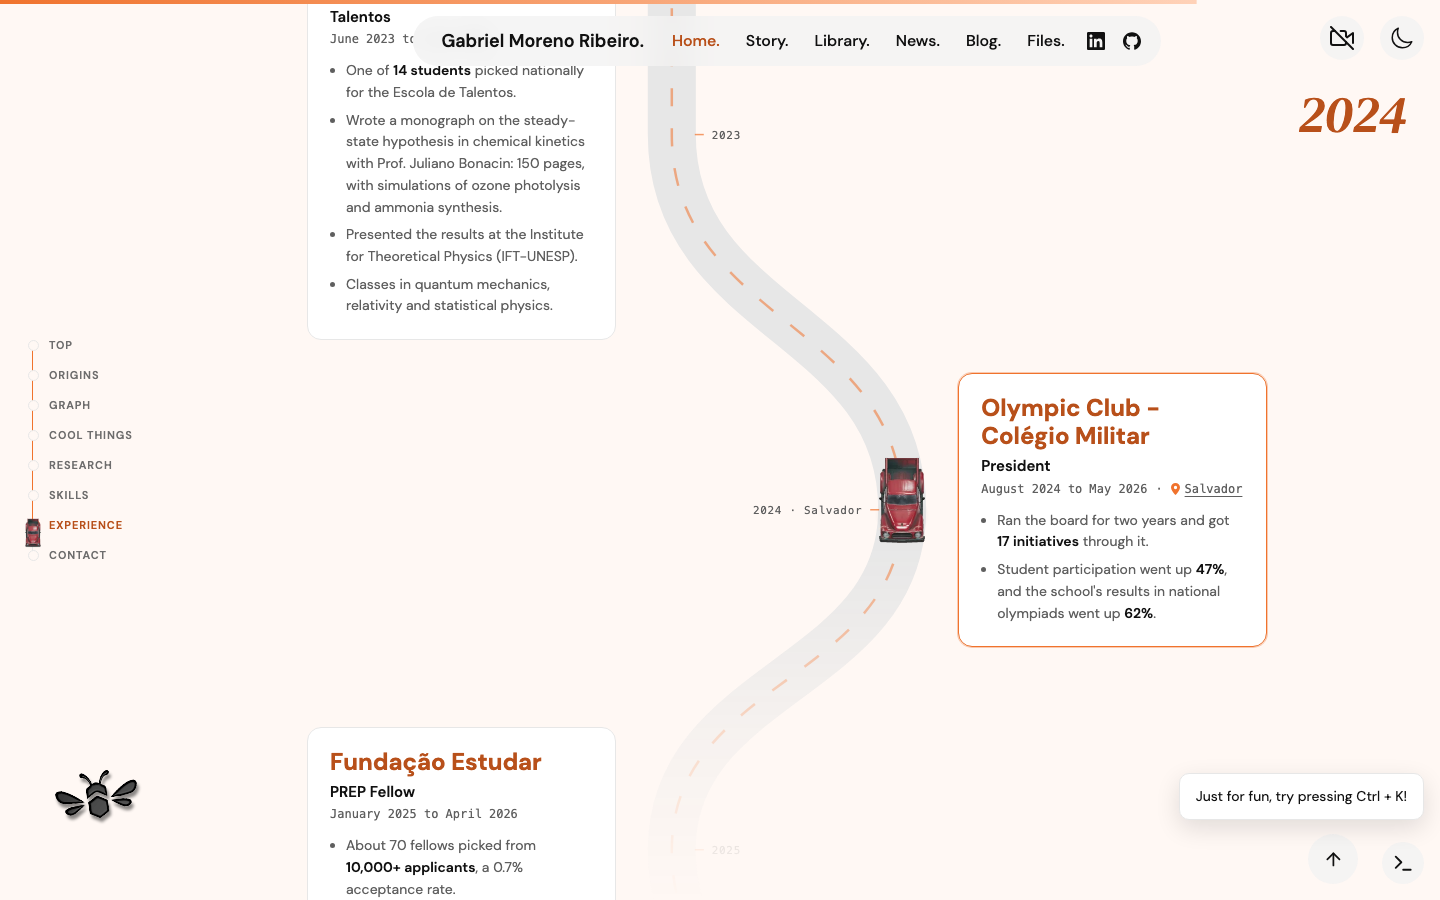 Gabriel Moreno Ribeiro.
Home.
Story.
Library.
News.
Blog.
Files.
2024
TOP
ORIGINS
GRAPH
COOL THINGS
RESEARCH
SKILLS
EXPERIENCE
CONTACT
Talentos
June 2023 to
One of 14 students picked nationally
for the Escola de Talentos.
Wrote a monograph on the steady-
state hypothesis in chemical kinetics
with Prof. Juliano Bonacin: 150 pages,
with simulations of ozone photolysis
and ammonia synthesis.
Presented the results at the Institute
for Theoretical Physics (IFT-UNESP).
Classes in quantum mechanics,
relativity and statistical physics.
2023
2024 · Salvador
Olympic Club -
Colégio Militar
President
August 2024 to May 2026 · Salvador
Ran the board for two years and got
17 initiatives through it.
Student participation went up 47%,
and the school's results in national
olympiads went up 62%.
Fundação Estudar
PREP Fellow
January 2025 to April 2026
About 70 fellows picked from
10,000+ applicants, a 0.7%
acceptance rate.
2025
Just for fun, try pressing Ctrl + K!